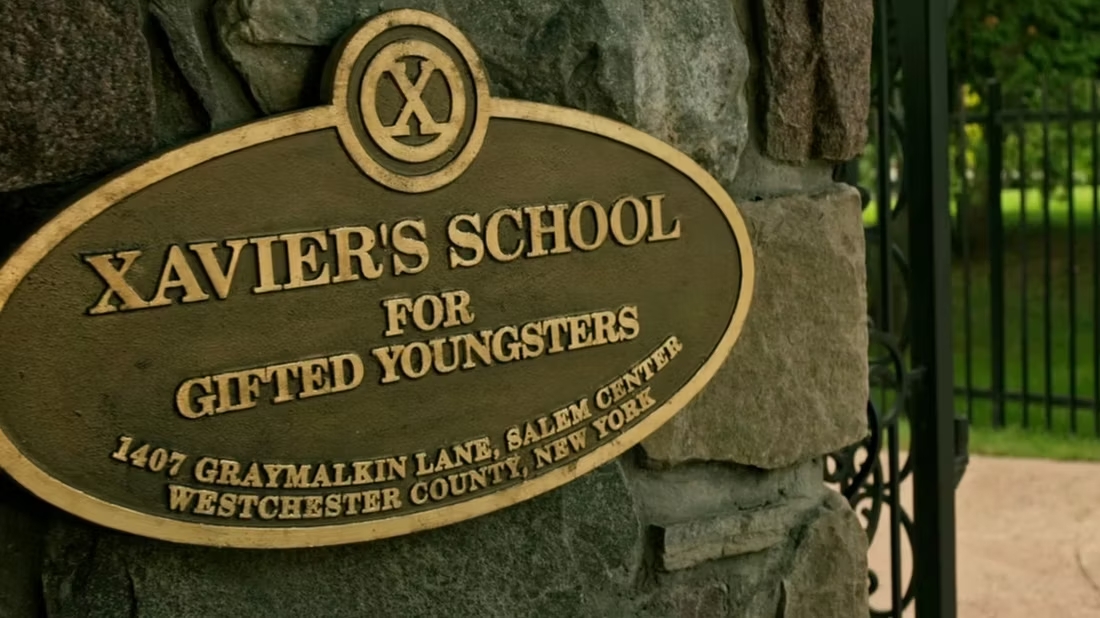 X
XAVIER'S SCHOOL
FOR
GIFTED YOUNGSTERS
1407 GRAYMALKIN LANE, SALEM CENTER
WESTCHESTER COUNTY, NEW YORK